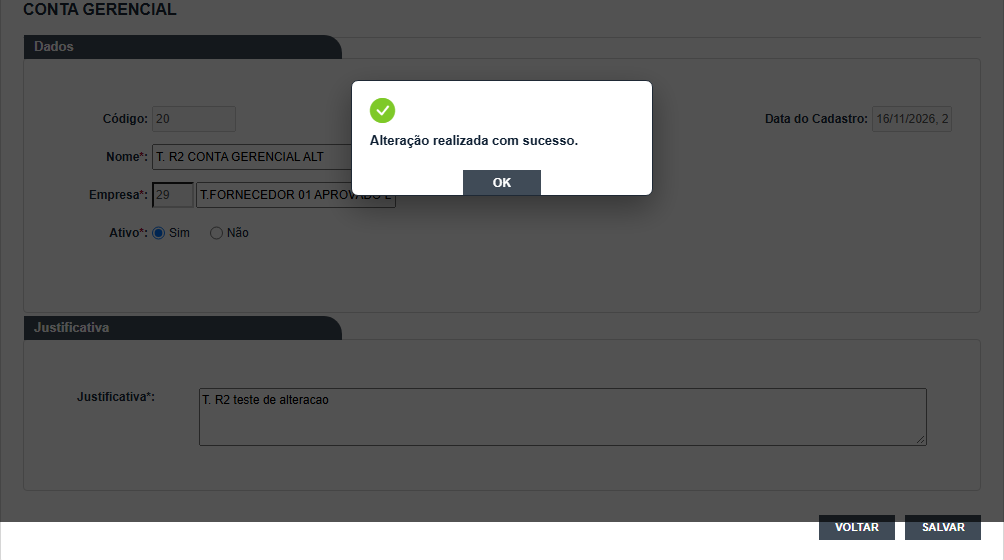 CONTA GERENCIAL
Dados
Código: 20
Data do Cadastro: 16/11/2026, 2
Alteração realizada com sucesso.
OK
Nome*: T. R2 CONTA GERENCIAL ALT
Empresa*: 29 T.FORNECEDOR 01 APROVADO E
Ativo*: Sim Não
Justificativa
Justificativa*: T. R2 teste de alteracao
VOLTAR SALVAR